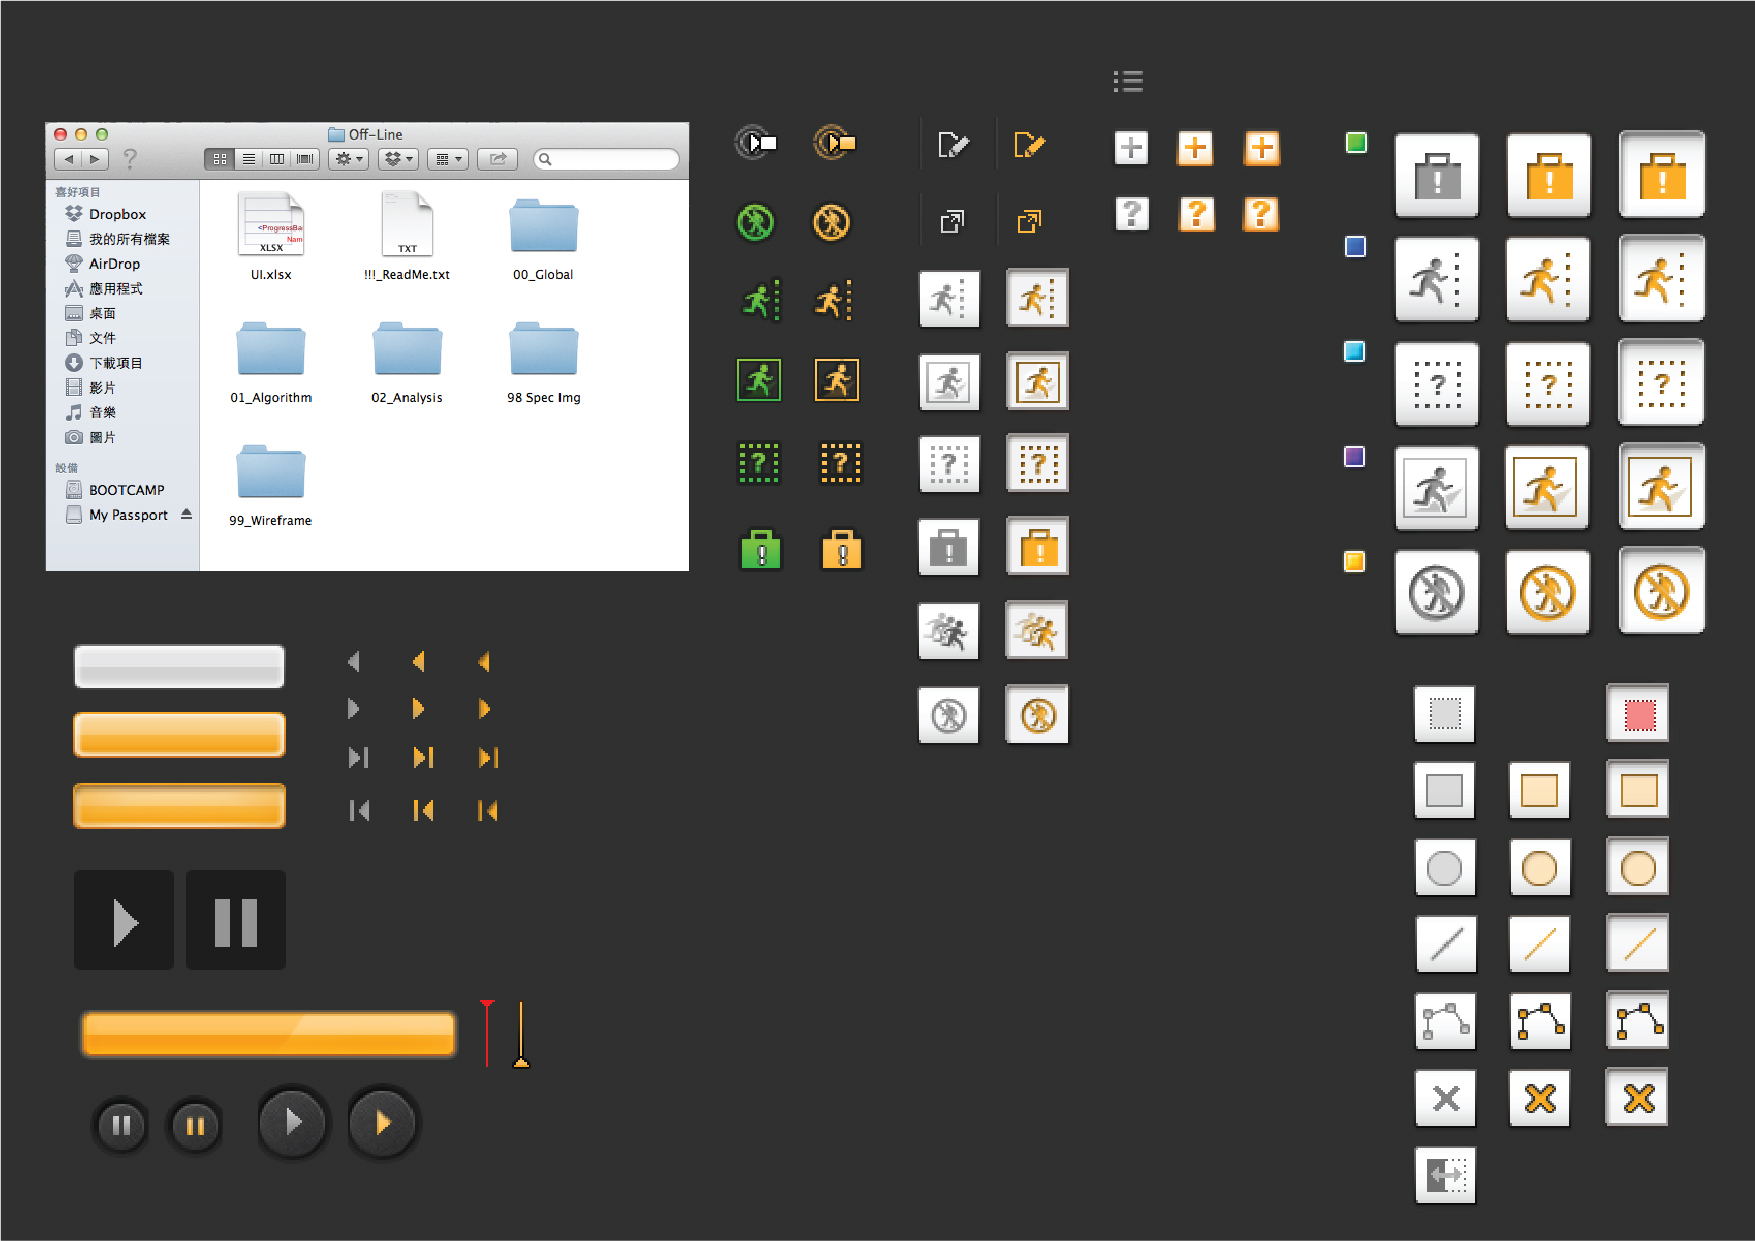 Off-Line
喜好項目
Dropbox
我的所有檔案
AirDrop
應用程式
桌面
文件
下載項目
影片
音樂
圖片
設備
BOOTCAMP
My Passport
<ProgressBa
Nam
XLSX
UI.xlsx
TXT
!!!_ReadMe.txt
00_Global
01_Algorithm
02_Analysis
98 Spec Img
99_Wireframe